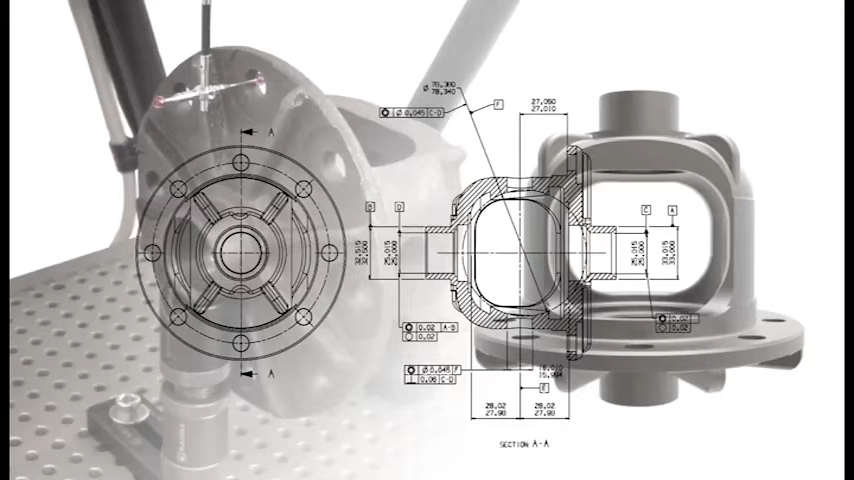 A
A
Ø 78.380
78.340
F
Ø 0.045 C-D
27.050
27.010
B
D
C
A
32.515
32.500
25.015
25.000
25.015
25.000
33.015
33.000
0.02 A-B
0.02
0.02
0.02
Ø 0.045 F
0.06 C-D
E
28.02
27.98
28.02
27.98
SECTION A-A